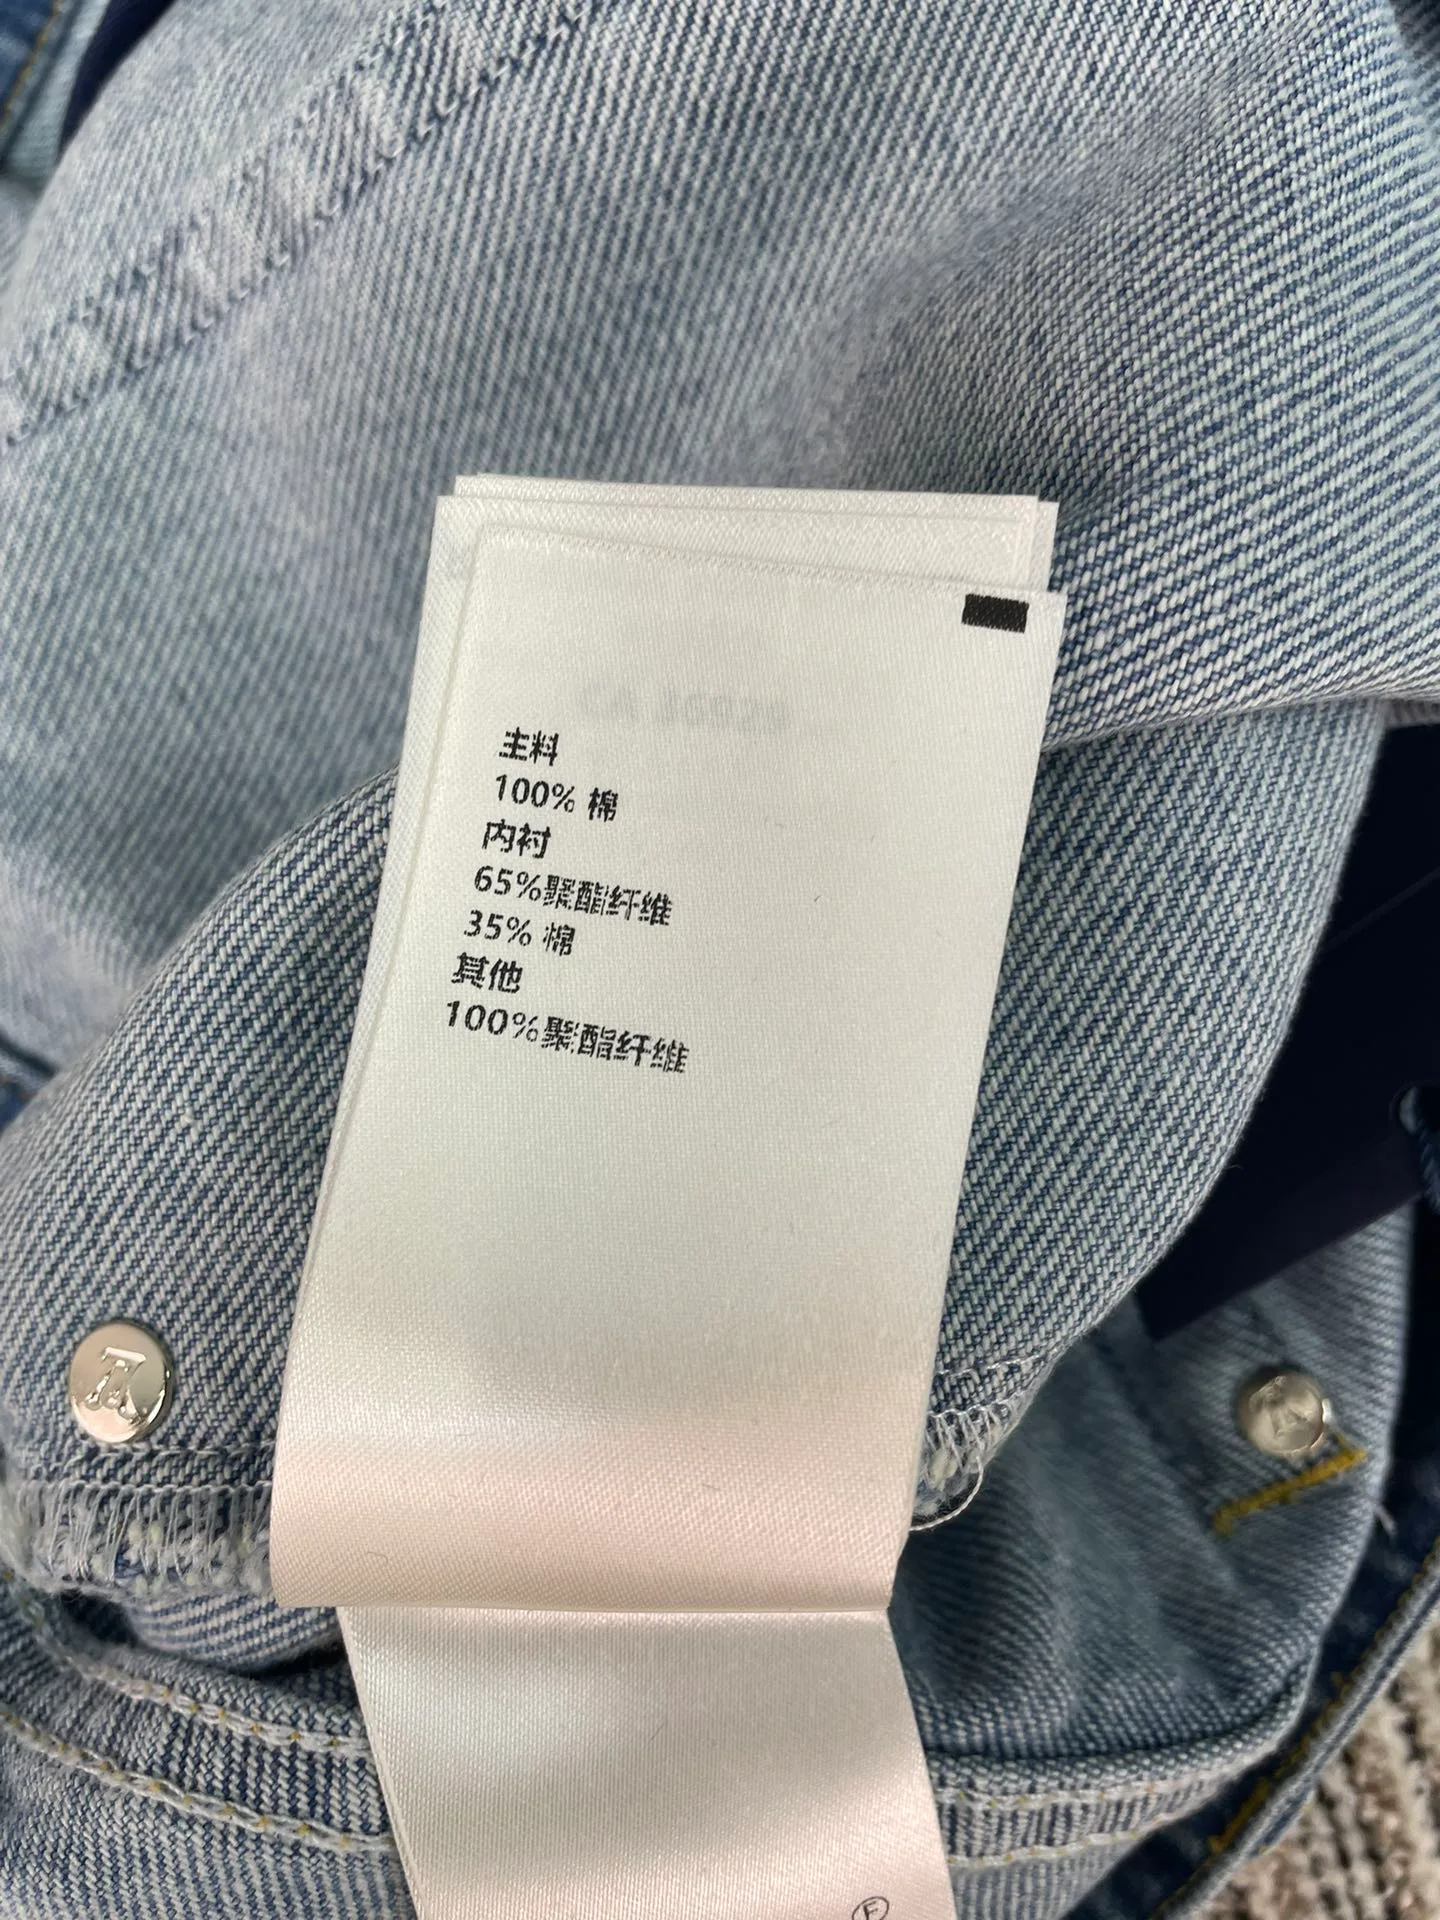 主料
100% 棉
内衬
65%聚酯纤维
35% 棉
其他
100%聚酯纤维
F